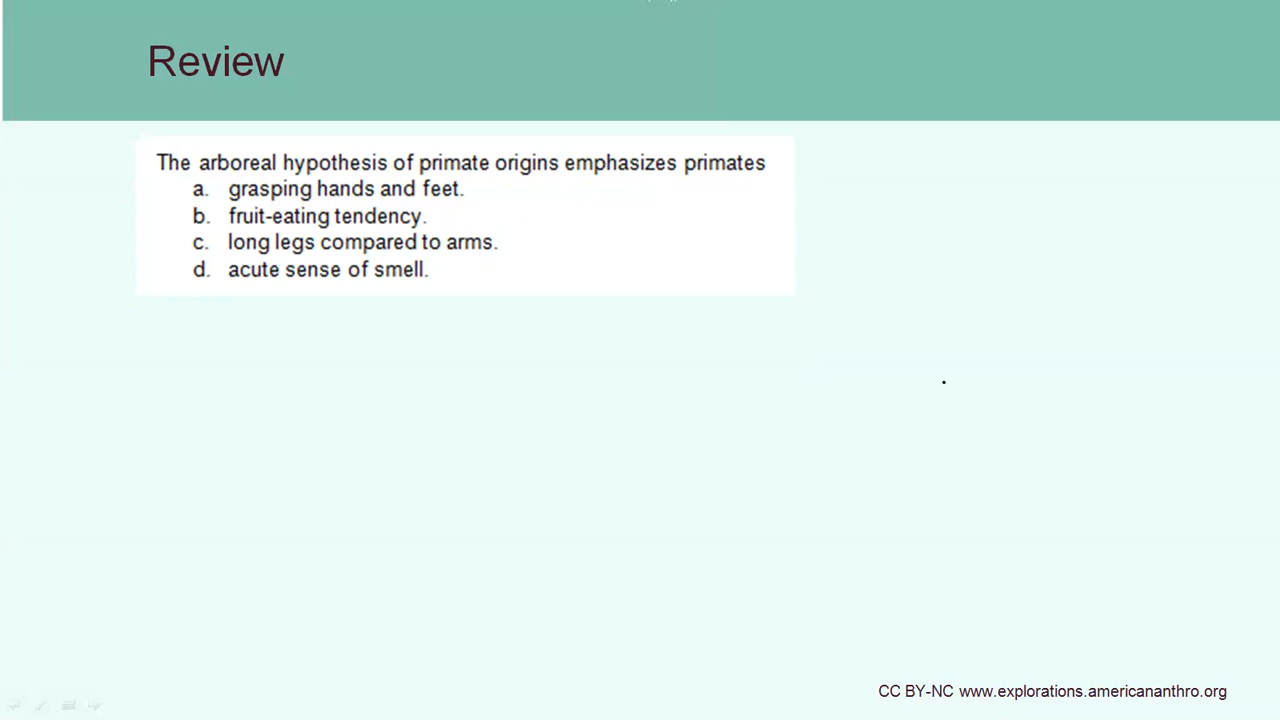 Review
The arboreal hypothesis of primate origins emphasizes primates
a. grasping hands and feet.
b. fruit-eating tendency.
c. long legs compared to arms.
d. acute sense of smell.
CC BY-NC www.explorations.americananthro.org